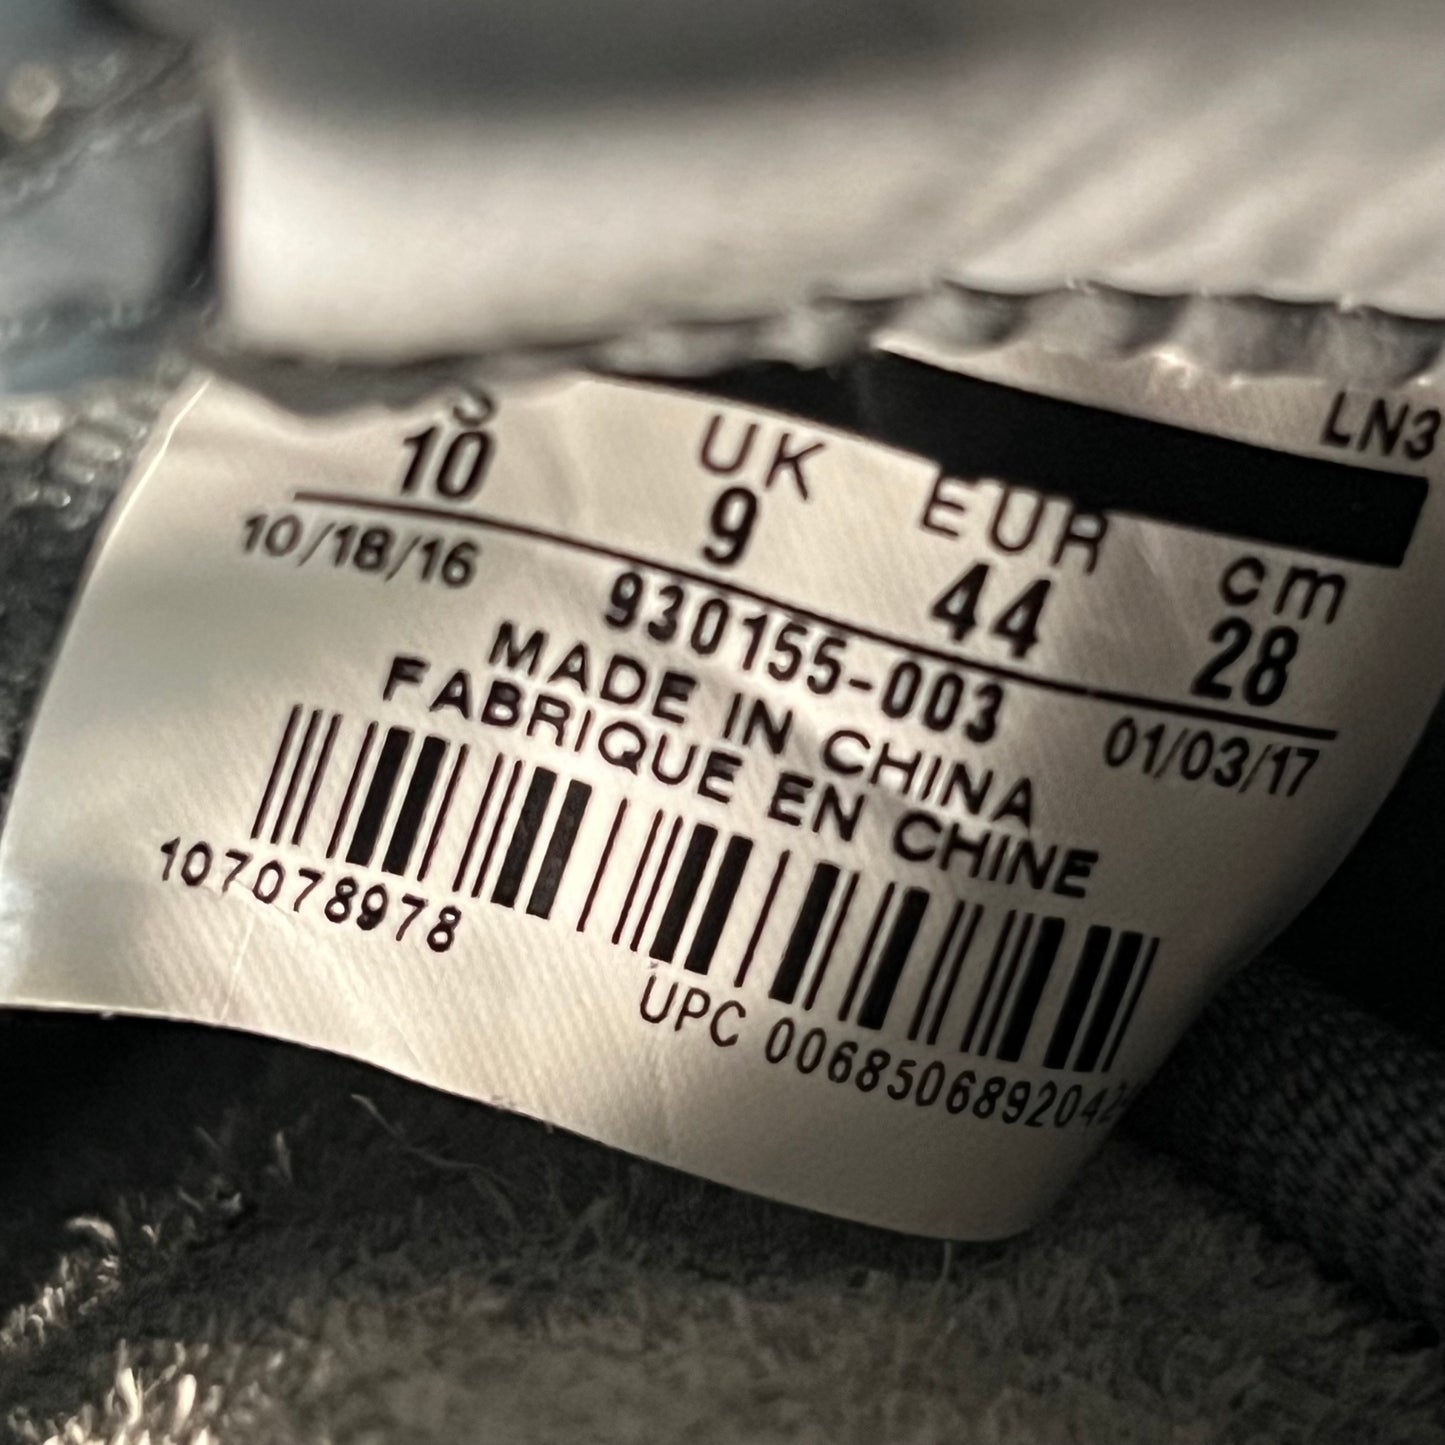 LN3
UK EUR cm
10 9 44 28
10/18/16 930155-003 01/03/17
MADE IN CHINA
FABRIQUE EN CHINE
107078978
UPC